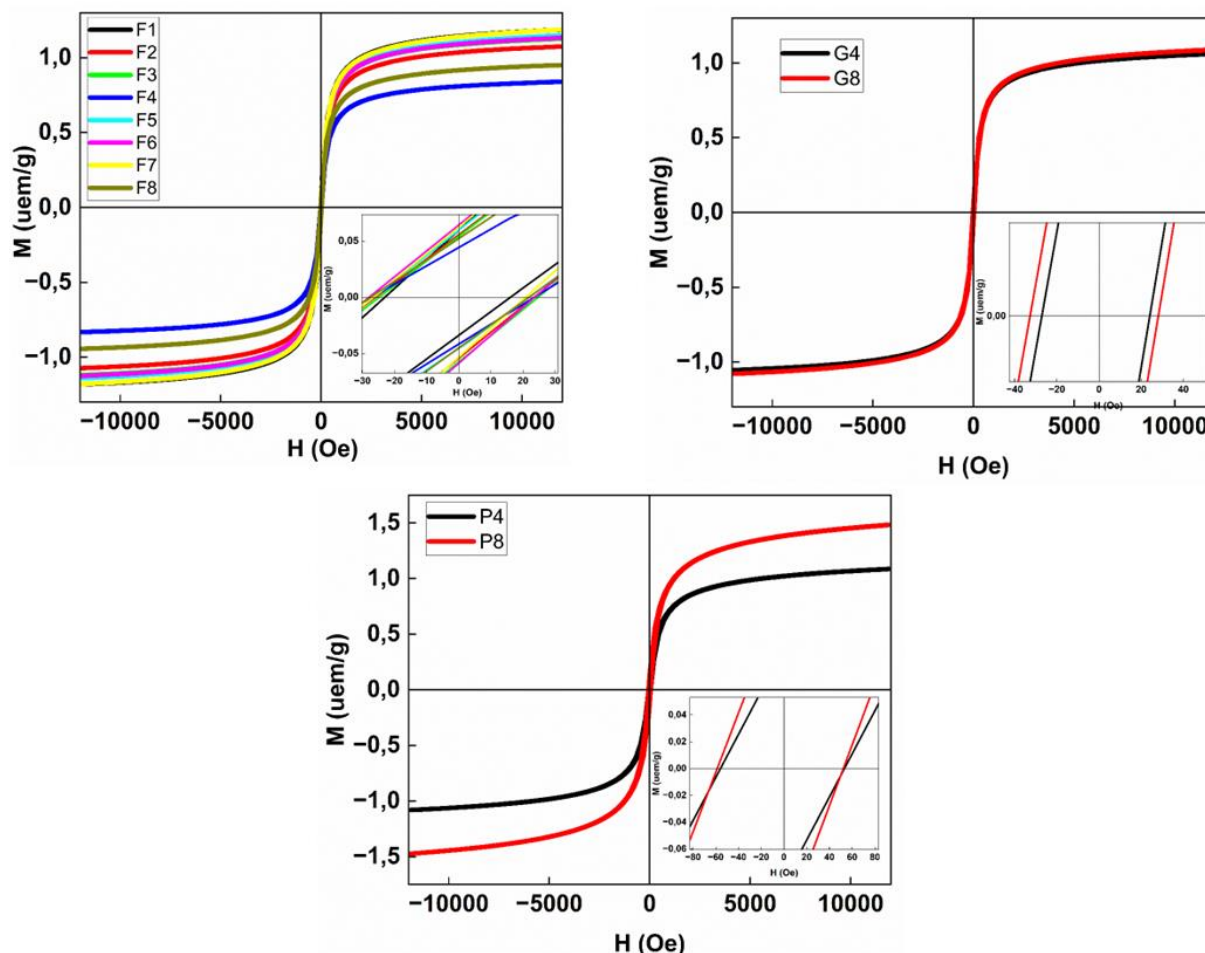 F1
F2
F3
F4
F5
F6
F7
F8
M (uem/g)
1,0
0,5
0,0
−0,5
−1,0
−10000 −5000 0 5000 10000
H (Oe)
M (uem/g)
0,05
0,00
−0,05
−30 −20 −10 0 10 20 30
H (Oe)
G4
G8
M (uem/g)
1,0
0,5
0,0
−0,5
−1,0
−10000 −5000 0 5000 10000
H (Oe)
M (uem/g)
0,00
−40 −20 0 20 40
H (Oe)
P4
P8
M (uem/g)
1,5
1,0
0,5
0,0
−0,5
−1,0
−1,5
−10000 −5000 0 5000 10000
H (Oe)
M (uem/g)
0,04
0,02
0,00
−0,02
−0,04
−0,06
−80 −60 −40 −20 0 20 40 60 80
H (Oe)